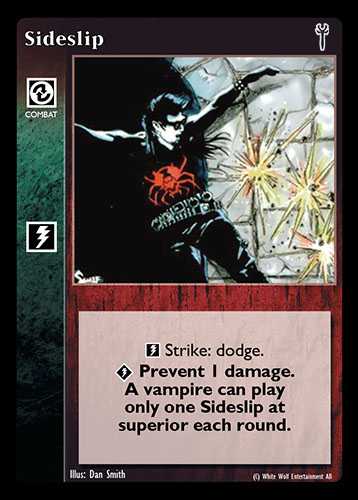 Sideslip
COMBAT
Strike: dodge.
Prevent 1 damage.
A vampire can play
only one Sideslip at
superior each round.
Illus: Dan Smith
(C) White Wolf Entertainment AB